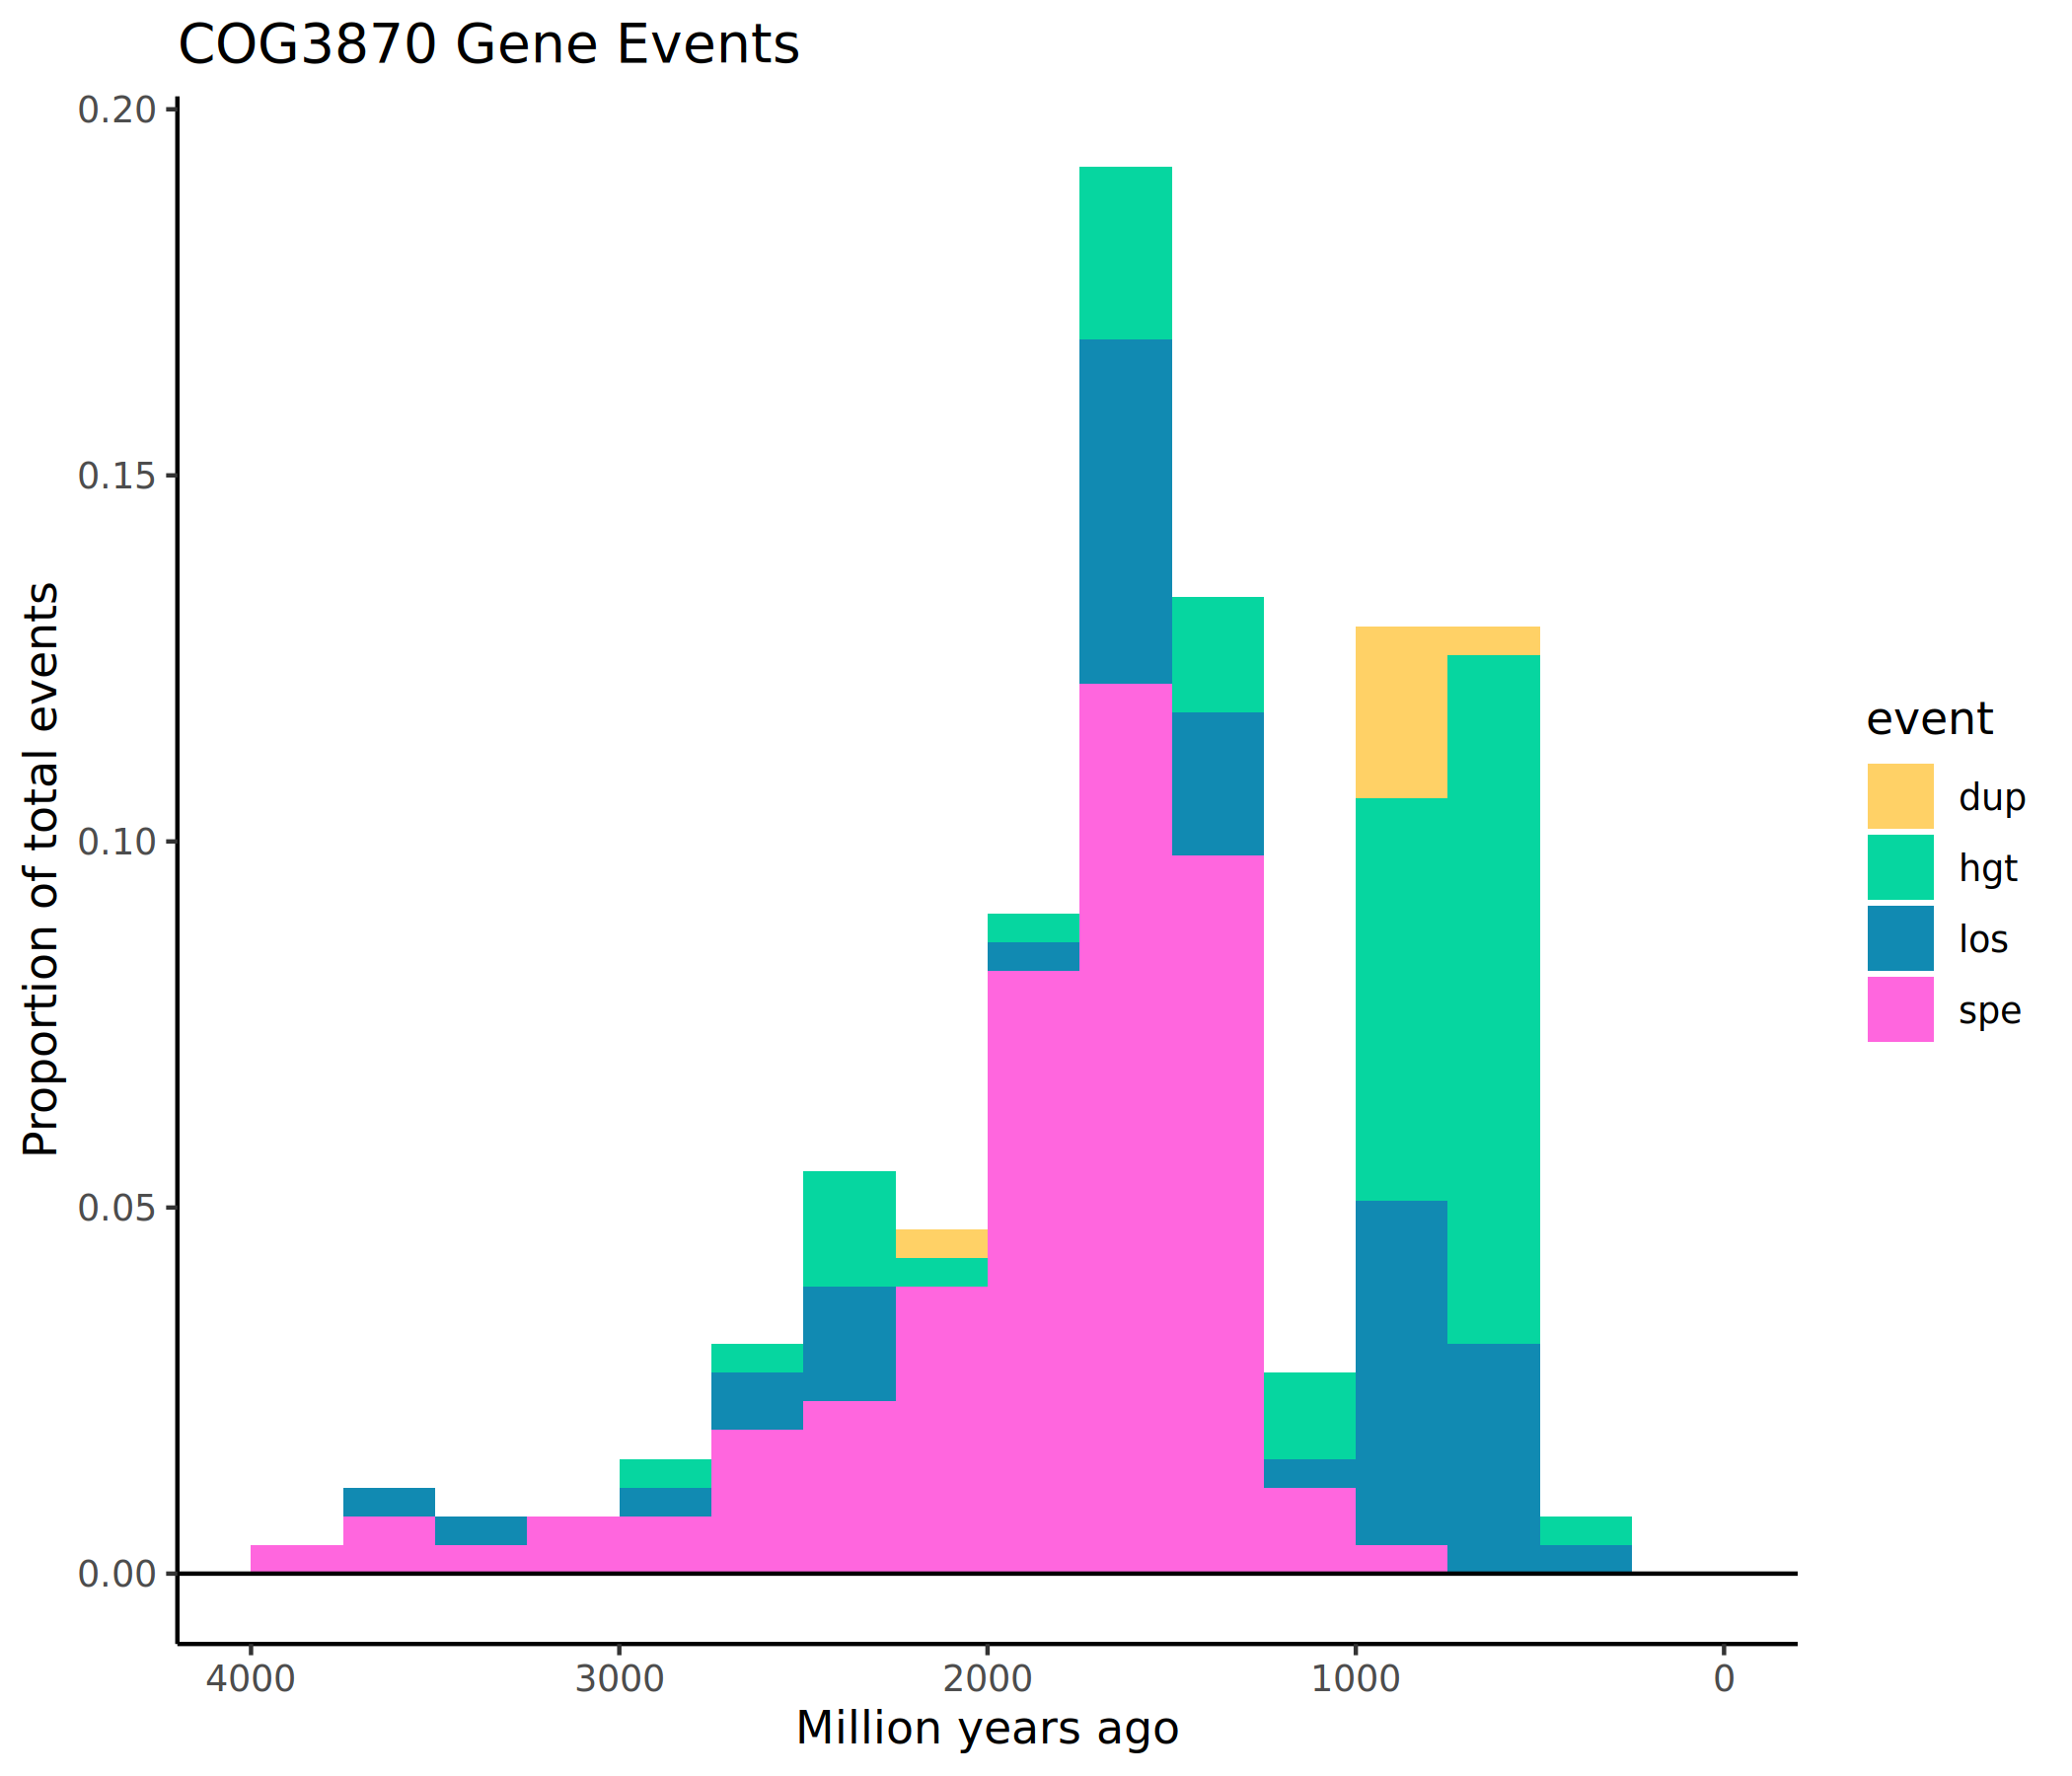 COG3870 Gene Events
Proportion of total events
0.20
0.15
0.10
0.05
0.00
4000 3000 2000 1000 0
Million years ago
event
dup
hgt
los
spe